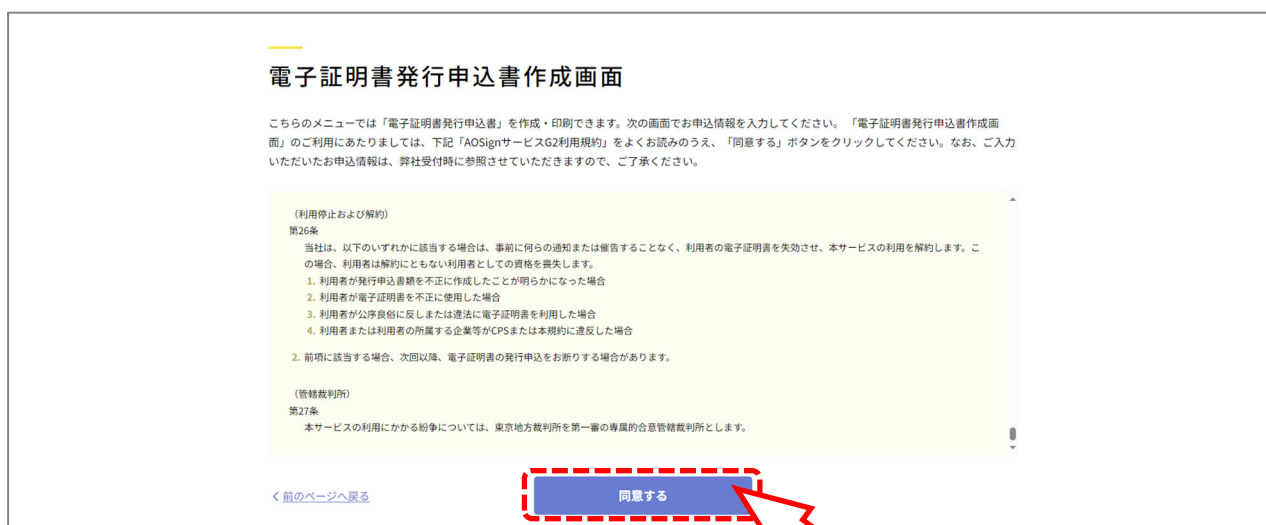 電子証明書発行申込書作成画面
こちらのメニューでは「電子証明書発行申込書」を作成・印刷できます。次の画面でお申込情報を入力してください。「電子証明書発行申込書作成画
面」のご利用にあたりましては、下記「AOSignサービスG2利用規約」をよくお読みのうえ、「同意する」ボタンをクリックしてください。なお、ご入力
いただいたお申込情報は、弊社受付時に参照させていただきますので、ご了承ください。
（利用停止および解約）
第26条
当社は、以下のいずれかに該当する場合は、事前に何らの通知または催告することなく、利用者の電子証明書を失効させ、本サービスの利用を解約します。こ
の場合、利用者は解約にともない利用者としての資格を喪失します。
1. 利用者が発行申込書類を不正に作成したことが明らかになった場合
2. 利用者が電子証明書を不正に使用した場合
3. 利用者が公序良俗に反しまたは違法に電子証明書を利用した場合
4. 利用者または利用者の所属する企業等がCPSまたは本規約に違反した場合
2. 前項に該当する場合、次回以降、電子証明書の発行申込をお断りする場合があります。
（管轄裁判所）
第27条
本サービスの利用にかかる紛争については、東京地方裁判所を第一審の専属的合意管轄裁判所とします。
前のページへ戻る
同意する